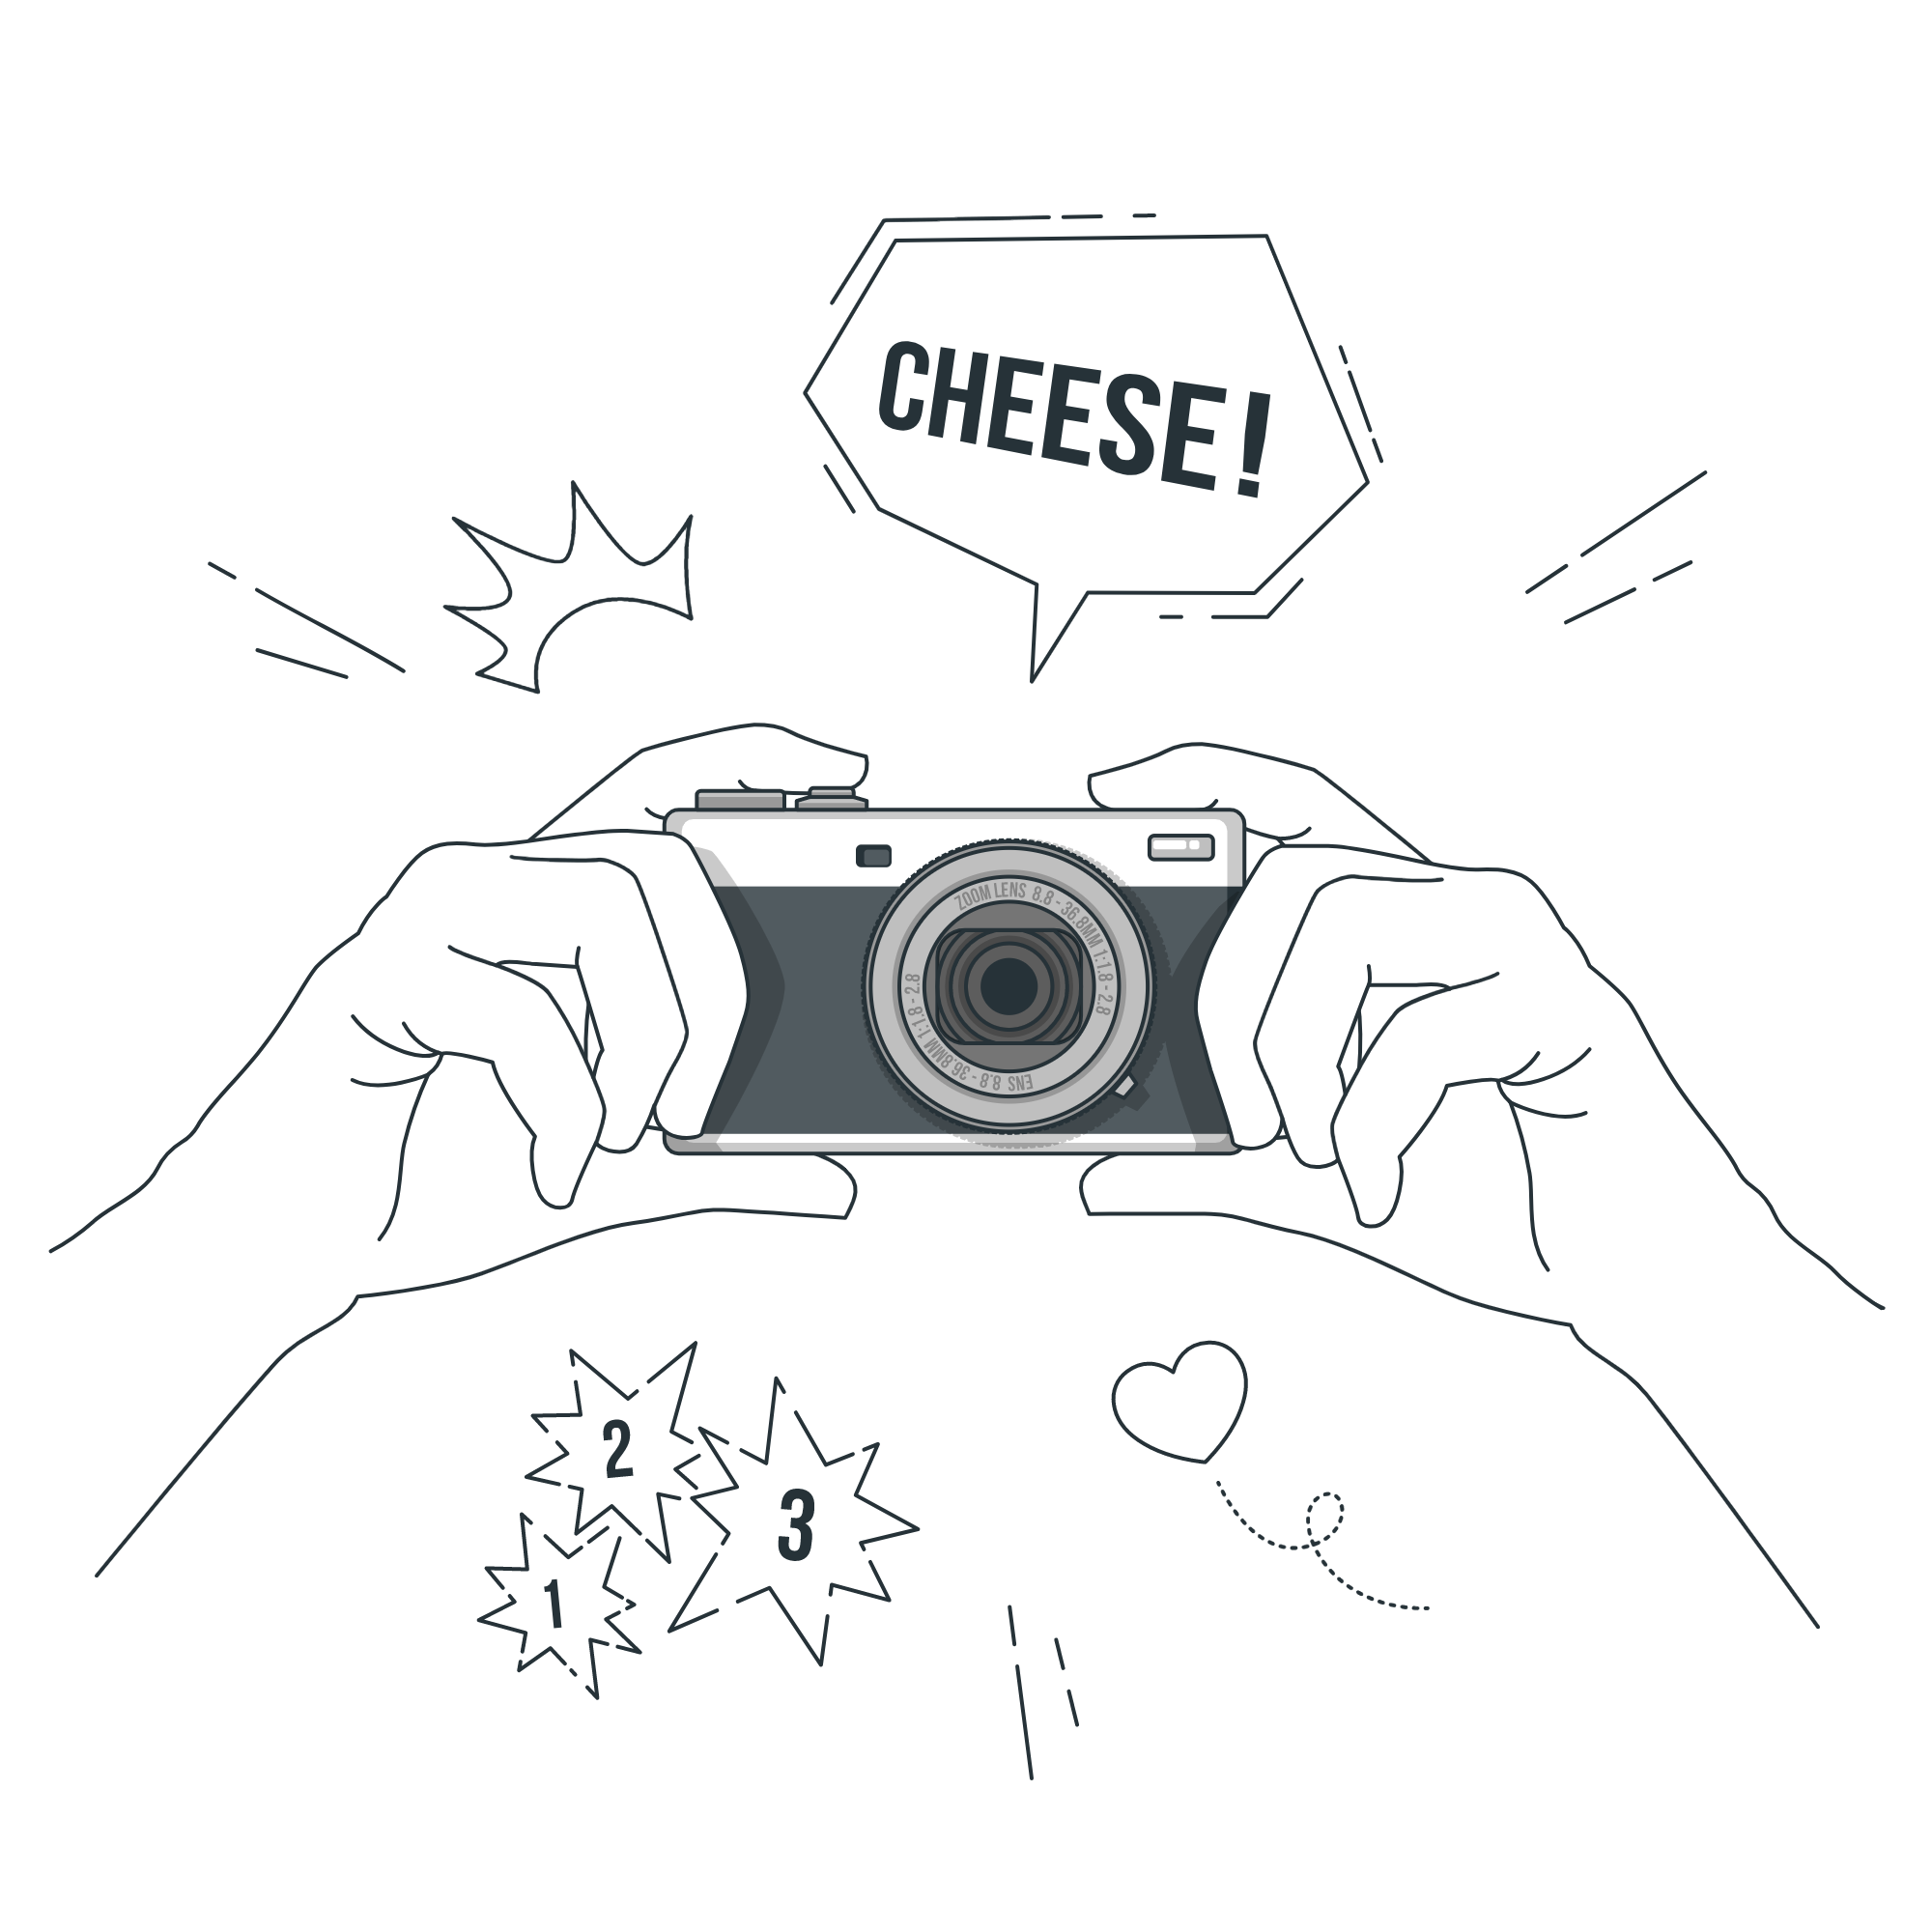 CHEESE!
ZOOM LENS 8.8 - 36.8MM 1:1.8 - 2.8
ENS 8.8 - 36.8MM 1:1.8 - 2.8
2
3
1